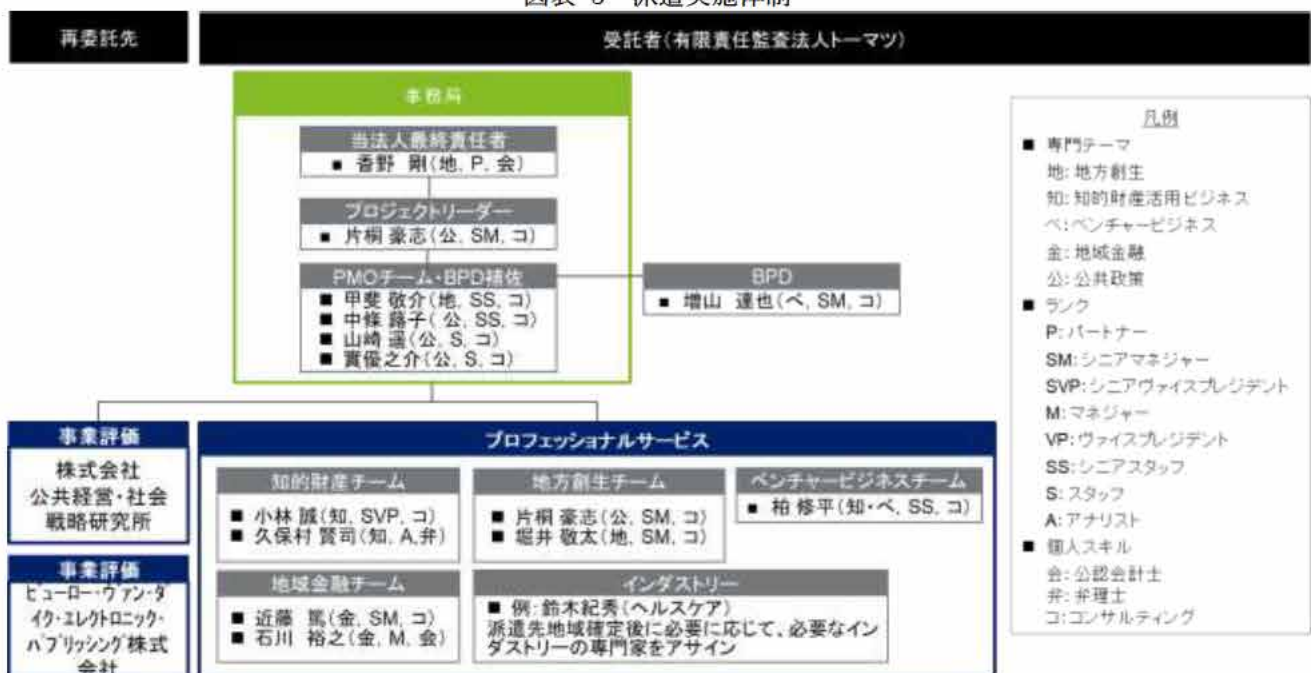 再委託先
受託者(有限責任監査法人トーマツ)
事務局
当法人最終責任者
■ 香野 剛(地, P, 会)
プロジェクトリーダー
■ 片桐 豪志(公, SM, コ)
PMOチーム・BPD補佐
■ 甲斐 敬介(地, SS, コ)
■ 中條 蕗子(公, SS, コ)
■ 山崎 遥(公, S, コ)
■ 實優之介(公, S, コ)
BPD
■ 増山 達也(ベ, SM, コ)
事業評価
株式会社
公共経営・社会
戦略研究所
事業評価
ビューロー・ヴァン・ダ
イク・エレクトロニック・
パブリッシング株式
会社
プロフェッショナルサービス
知的財産チーム
■ 小林 誠(知, SVP, コ)
■ 久保村 賢司(知, A,弁)
地方創生チーム
■ 片桐 豪志(公, SM, コ)
■ 堀井 敬太(地, SM, コ)
ベンチャービジネスチーム
■ 柏 修平(知・ベ, SS, コ)
地域金融チーム
■ 近藤 篤(金, SM, コ)
■ 石川 裕之(金, M, 会)
インダストリー
■ 例:鈴木紀秀(ヘルスケア)
派遣先地域確定後に必要に応じて、必要なイン
ダストリーの専門家をアサイン
凡例
■ 専門テーマ
地:地方創生
知:知的財産活用ビジネス
ベ:ベンチャービジネス
金:地域金融
公:公共政策
■ ランク
P:パートナー
SM:シニアマネジャー
SVP:シニアヴァイスプレジデント
M:マネジャー
VP:ヴァイスプレジデント
SS:シニアスタッフ
S:スタッフ
A:アナリスト
■ 個人スキル
会:公認会計士
弁:弁理士
コ:コンサルティング